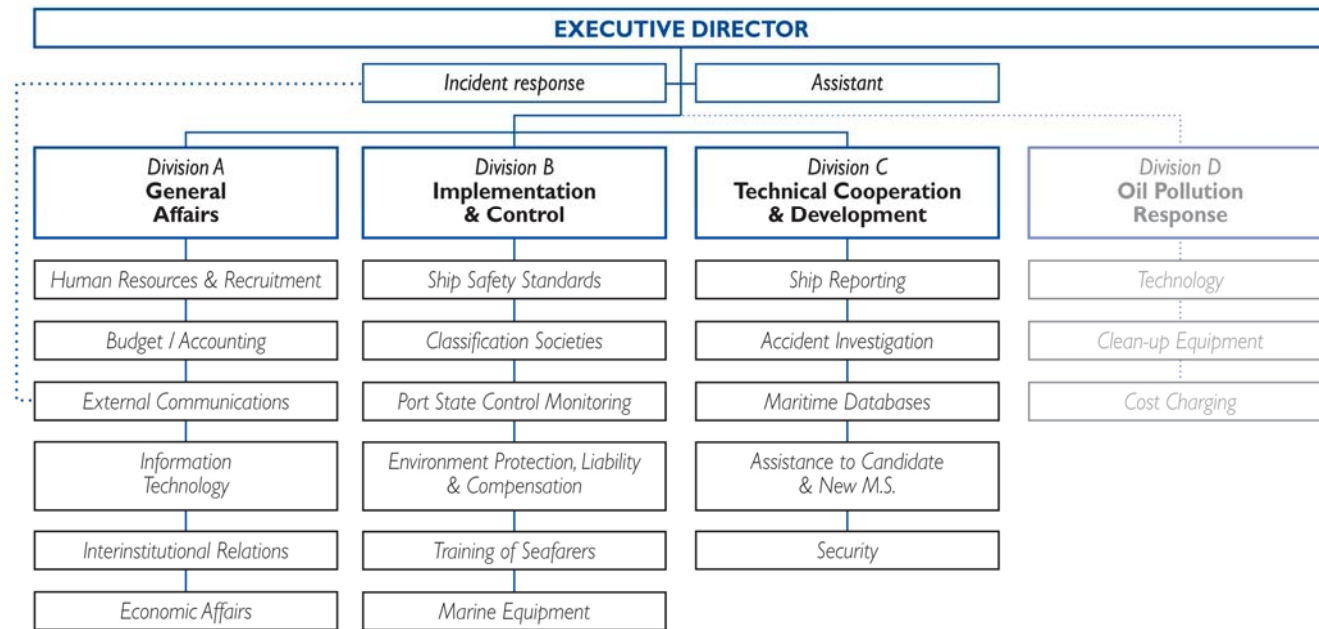 EXECUTIVE DIRECTOR
Incident response
Assistant
Division A
General
Affairs
Human Resources & Recruitment
Budget / Accounting
External Communications
Information
Technology
Interinstitutional Relations
Economic Affairs
Division B
Implementation
& Control
Ship Safety Standards
Classification Societies
Port State Control Monitoring
Environment Protection, Liability
& Compensation
Training of Seafarers
Marine Equipment
Division C
Technical Cooperation
& Development
Ship Reporting
Accident Investigation
Maritime Databases
Assistance to Candidate
& New M.S.
Security
Division D
Oil Pollution
Response
Technology
Clean-up Equipment
Cost Charging